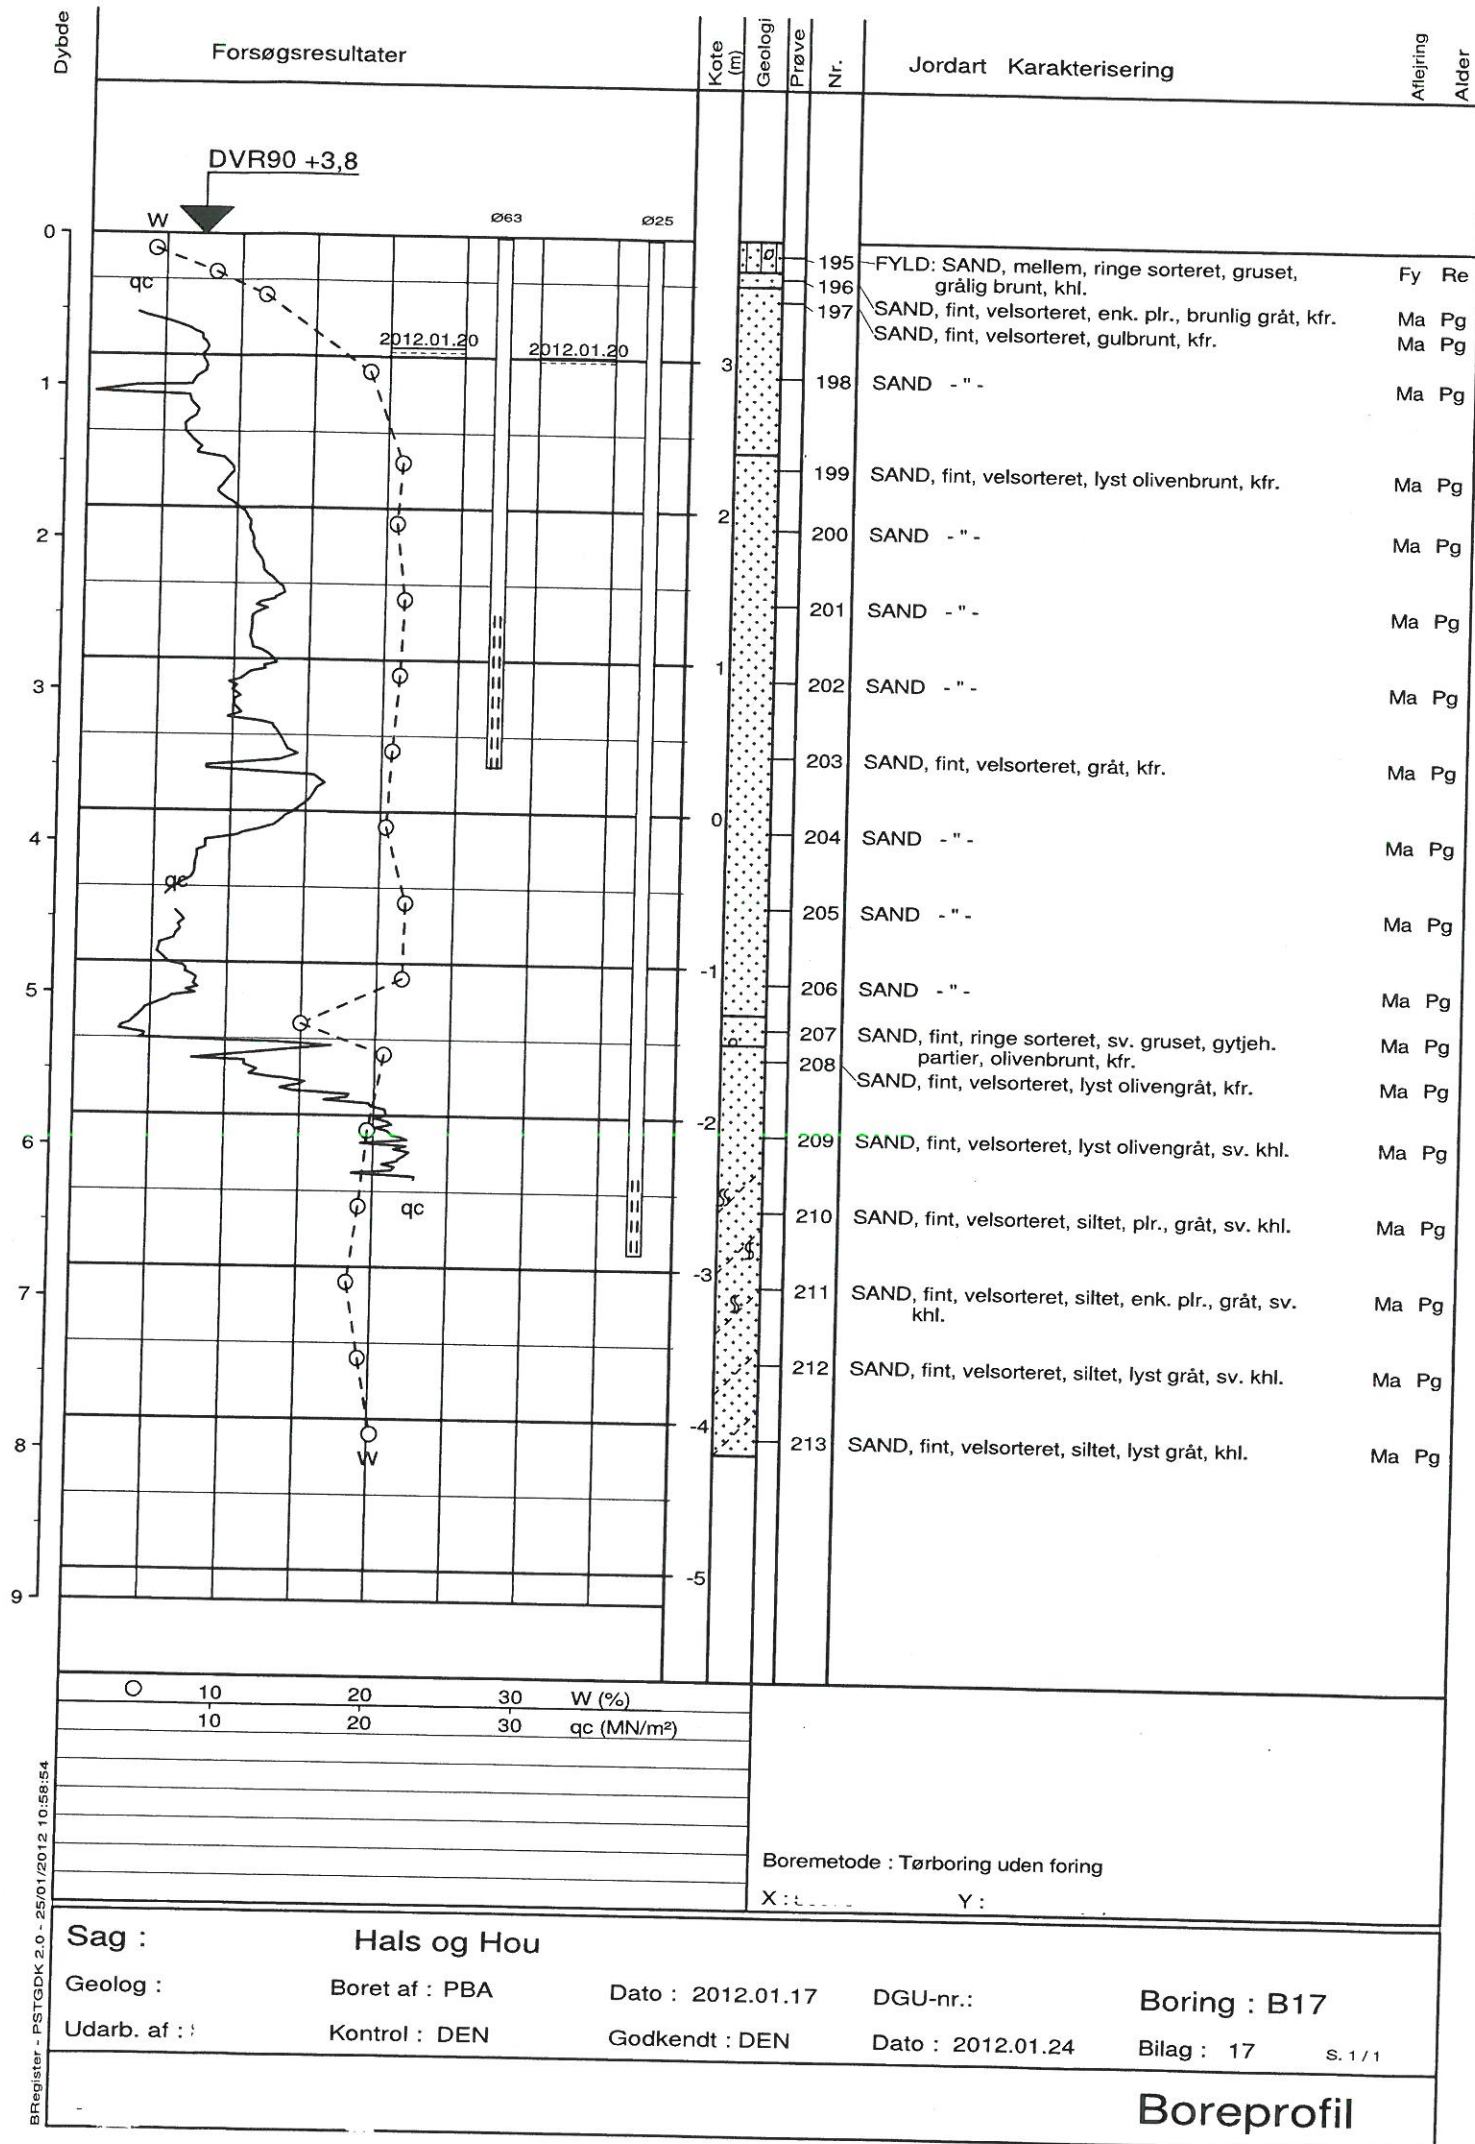 Dybde
Forsøgsresultater
Kote (m)
Geologi
Prøve
Nr.
Jordart Karakterisering
Aflejring
Alder
DVR90 +3,8
W
Ø63
Ø25
0
qc
2012.01.20
2012.01.20
195 FYLD: SAND, mellem, ringe sorteret, gruset, Fy Re
grålig brunt, khl.
196 SAND, fint, velsorteret, enk. plr., brunlig gråt, kfr. Ma Pg
197 SAND, fint, velsorteret, gulbrunt, kfr. Ma Pg
3
1
198 SAND - " - Ma Pg
199 SAND, fint, velsorteret, lyst olivenbrunt, kfr. Ma Pg
2
2
200 SAND - " - Ma Pg
201 SAND - " - Ma Pg
1
3
202 SAND - " - Ma Pg
203 SAND, fint, velsorteret, gråt, kfr. Ma Pg
0
4
204 SAND - " - Ma Pg
qc
205 SAND - " - Ma Pg
-1
5
206 SAND - " - Ma Pg
207 SAND, fint, ringe sorteret, sv. gruset, gytjeh. Ma Pg
partier, olivenbrunt, kfr.
208 SAND, fint, velsorteret, lyst olivengråt, kfr. Ma Pg
-2
6
209 SAND, fint, velsorteret, lyst olivengråt, sv. khl. Ma Pg
qc
210 SAND, fint, velsorteret, siltet, plr., gråt, sv. khl. Ma Pg
-3
7
211 SAND, fint, velsorteret, siltet, enk. plr., gråt, sv. Ma Pg
khl.
212 SAND, fint, velsorteret, siltet, lyst gråt, sv. khl. Ma Pg
-4
8
W
213 SAND, fint, velsorteret, siltet, lyst gråt, khl. Ma Pg
-5
9
10 20 30 W (%)
10 20 30 qc (MN/m²)
Boremetode : Tørboring uden foring
X : Y :
BRegister - PSTGDK 2.0 - 25/01/2012 10:58:54
Sag : Hals og Hou
Geolog : Boret af : PBA Dato : 2012.01.17 DGU-nr.: Boring : B17
Udarb. af : Kontrol : DEN Godkendt : DEN Dato : 2012.01.24 Bilag : 17 S. 1 / 1
Boreprofil